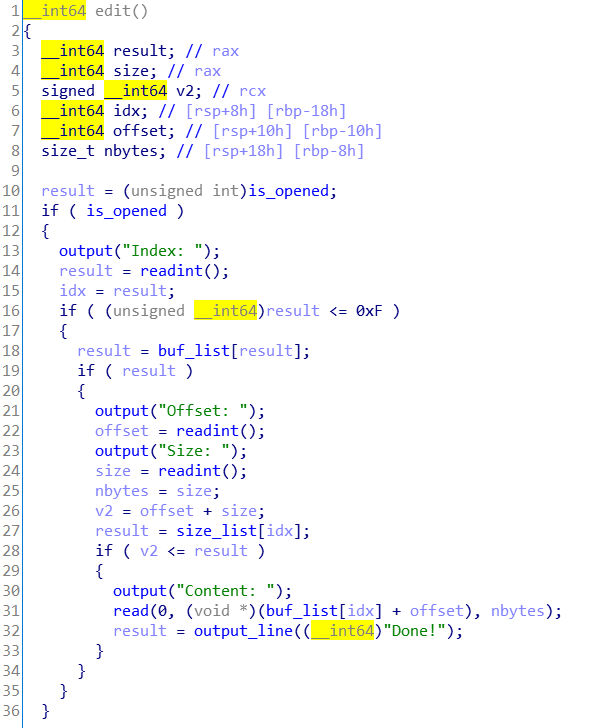 1 __int64 edit()
2 {
3 __int64 result; // rax
4 __int64 size; // rax
5 signed __int64 v2; // rcx
6 __int64 idx; // [rsp+8h] [rbp-18h]
7 __int64 offset; // [rsp+10h] [rbp-10h]
8 size_t nbytes; // [rsp+18h] [rbp-8h]
9
10 result = (unsigned int)is_opened;
11 if ( is_opened )
12 {
13 output("Index: ");
14 result = readint();
15 idx = result;
16 if ( (unsigned __int64)result <= 0xF )
17 {
18 result = buf_list[result];
19 if ( result )
20 {
21 output("Offset: ");
22 offset = readint();
23 output("Size: ");
24 size = readint();
25 nbytes = size;
26 v2 = offset + size;
27 result = size_list[idx];
28 if ( v2 <= result )
29 {
30 output("Content: ");
31 read(0, (void *)(buf_list[idx] + offset), nbytes);
32 result = output_line((__int64)"Done!");
33 }
34 }
35 }
36 }